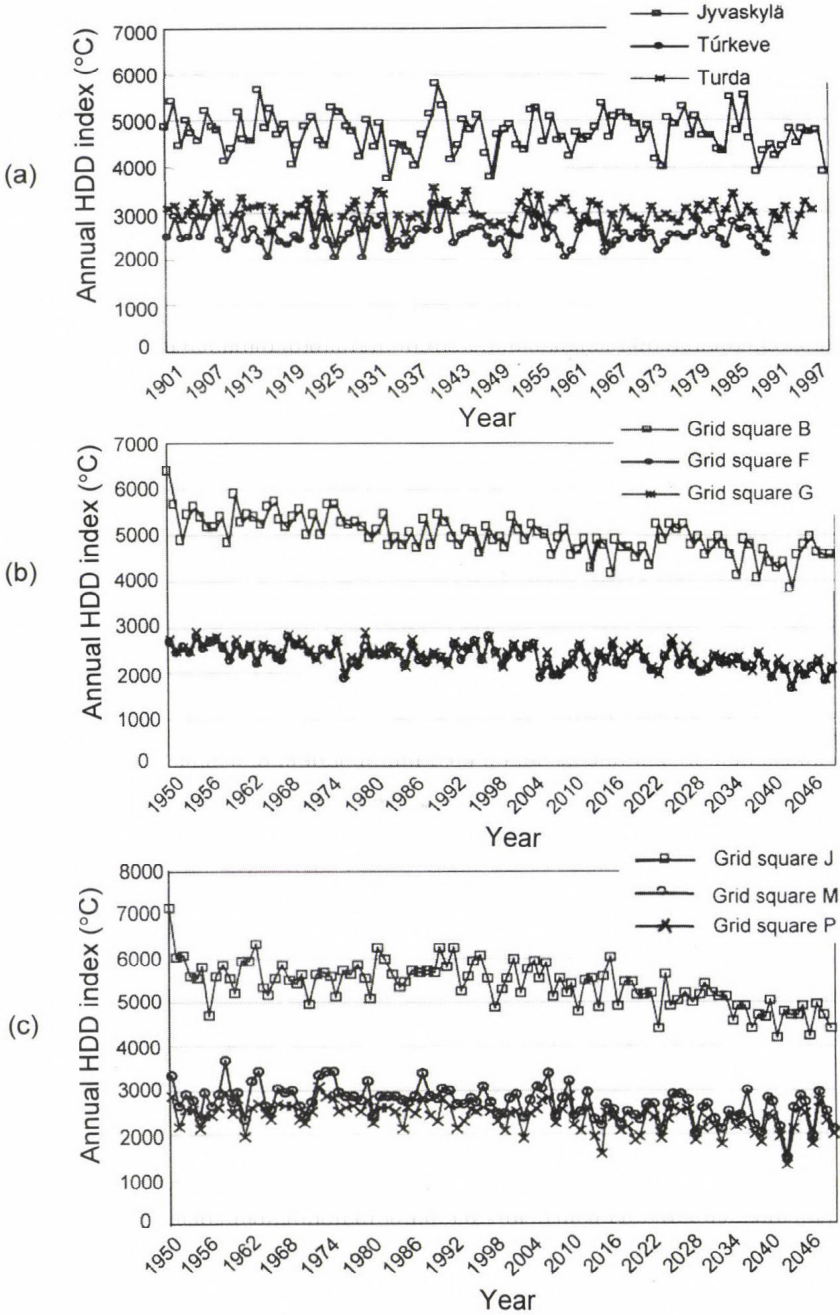 Jyvaskylä
Túrkeve
Turda
(a)
Annual HDD index (°C)
7000
6000
5000
4000
3000
2000
1000
0
1901 1907 1913 1919 1925 1931 1937 1943 1949 1955 1961 1967 1973 1979 1985 1991 1997
Year
Grid square B
Grid square F
Grid square G
(b)
Annual HDD index (°C)
7000
6000
5000
4000
3000
2000
1000
0
1950 1956 1962 1968 1974 1980 1986 1992 1998 2004 2010 2016 2022 2028 2034 2040 2046
Year
Grid square J
Grid square M
Grid square P
(c)
Annual HDD index (°C)
8000
7000
6000
5000
4000
3000
2000
1000
0
1950 1956 1962 1968 1974 1980 1986 1992 1998 2004 2010 2016 2022 2028 2034 2040 2046
Year